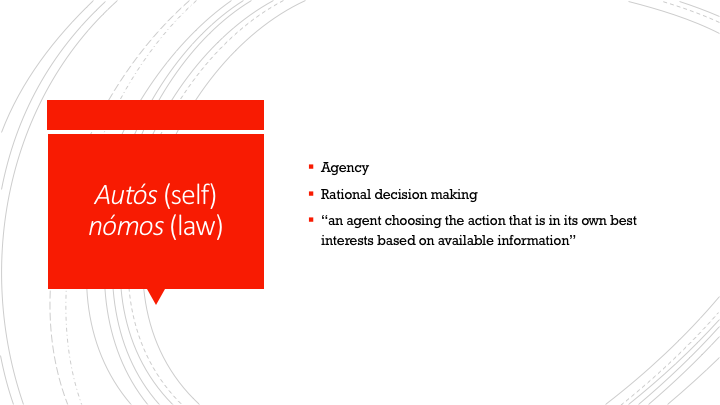 Autós (self)
nómos (law)
Agency
Rational decision making
“an agent choosing the action that is in its own best
interests based on available information”